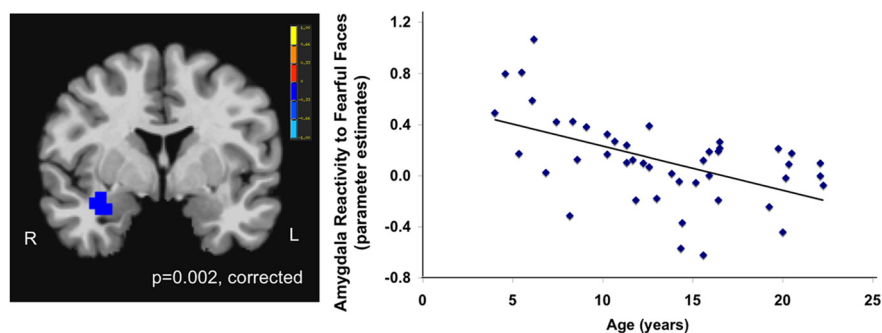 R
L
p=0.002, corrected
Amygdala Reactivity to Fearful Faces
(parameter estimates)
1.2
0.8
0.4
0.0
-0.4
-0.8
0
5
10
15
20
25
Age (years)